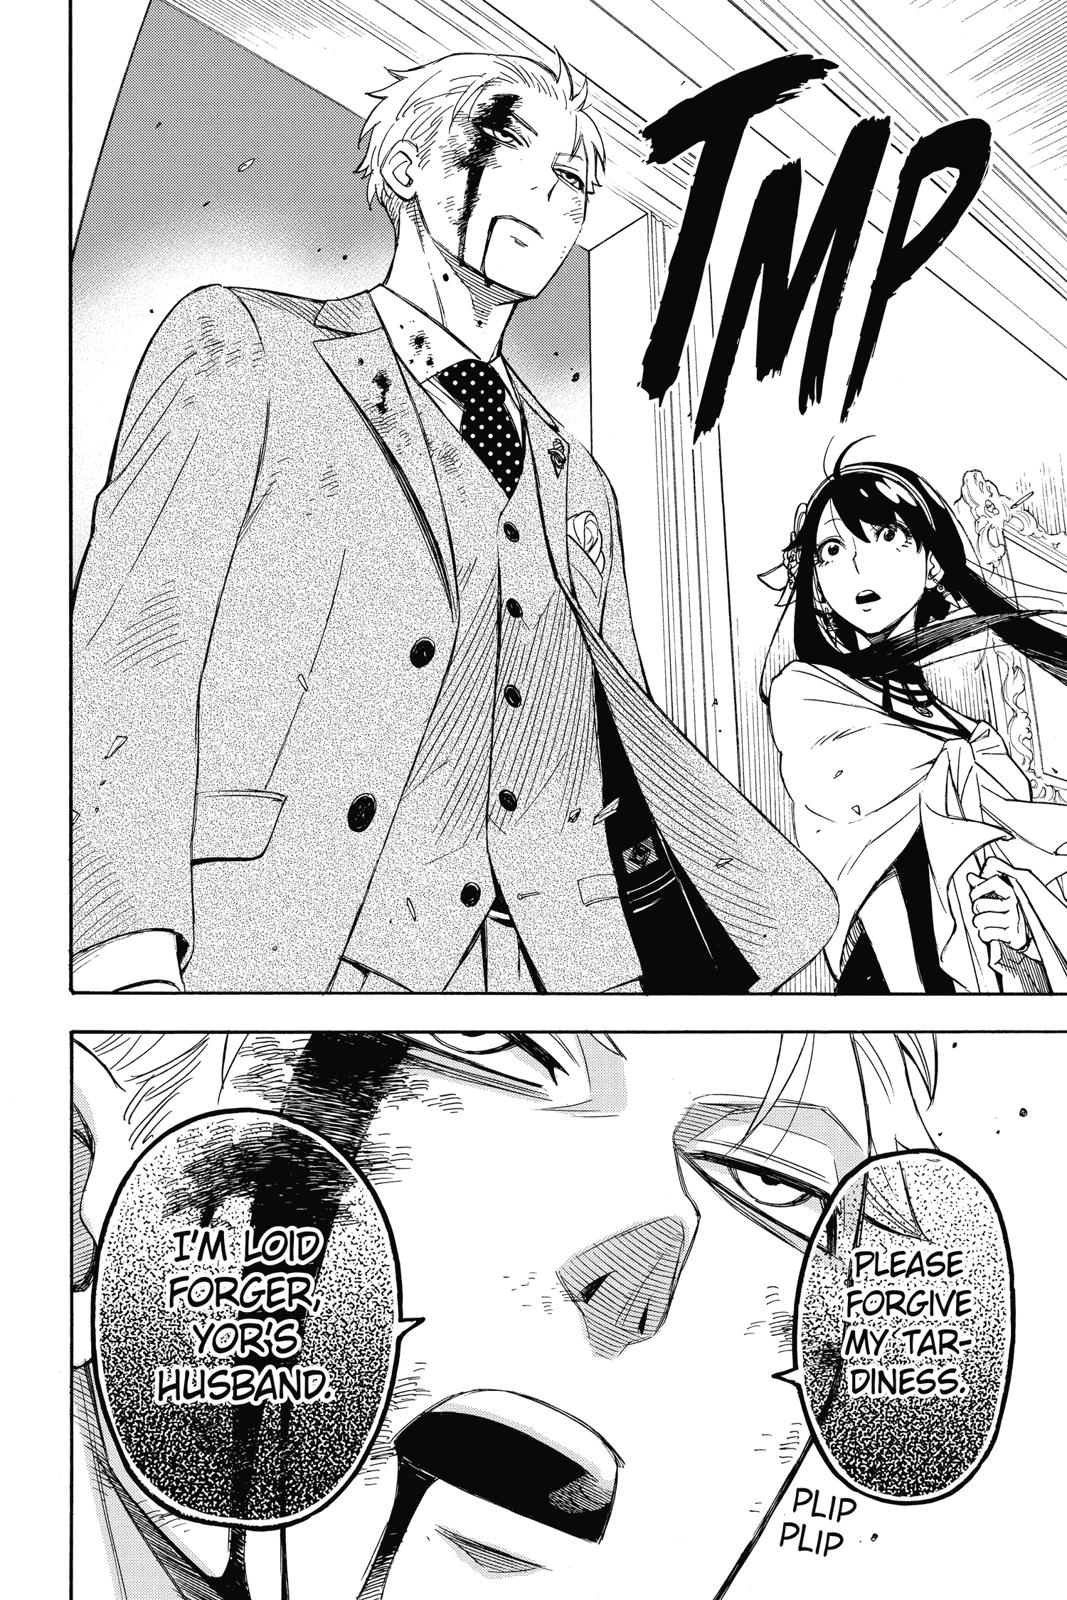 TMP
PLEASE
FORGIVE
MY TAR-
DINESS.
I'M LOID
FORGER,
YOR'S
HUSBAND.
PLIP
PLIP